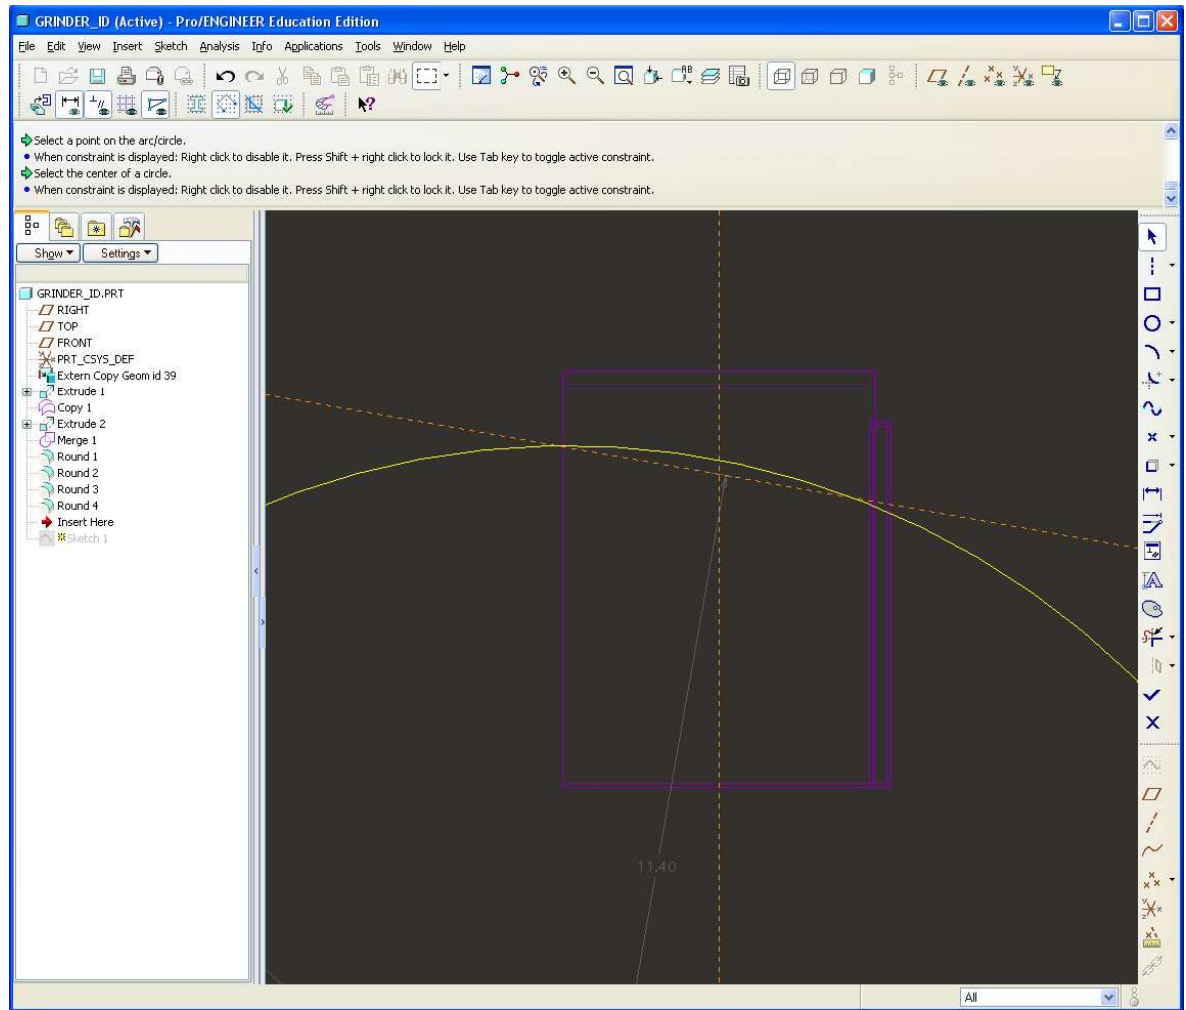 GRINDER_ID (Active) - Pro/ENGINEER Education Edition
File Edit View Insert Sketch Analysis Info Applications Tools Window Help
Select a point on the arc/circle.
• When constraint is displayed: Right click to disable it. Press Shift + right click to lock it. Use Tab key to toggle active constraint.
Select the center of a circle.
• When constraint is displayed: Right click to disable it. Press Shift + right click to lock it. Use Tab key to toggle active constraint.
Show Settings
GRINDER_ID.PRT
RIGHT
TOP
FRONT
PRT_CSYS_DEF
Extern Copy Geom id 39
Extrude 1
Copy 1
Extrude 2
Merge 1
Round 1
Round 2
Round 3
Round 4
Insert Here
Sketch 1
11.40
All